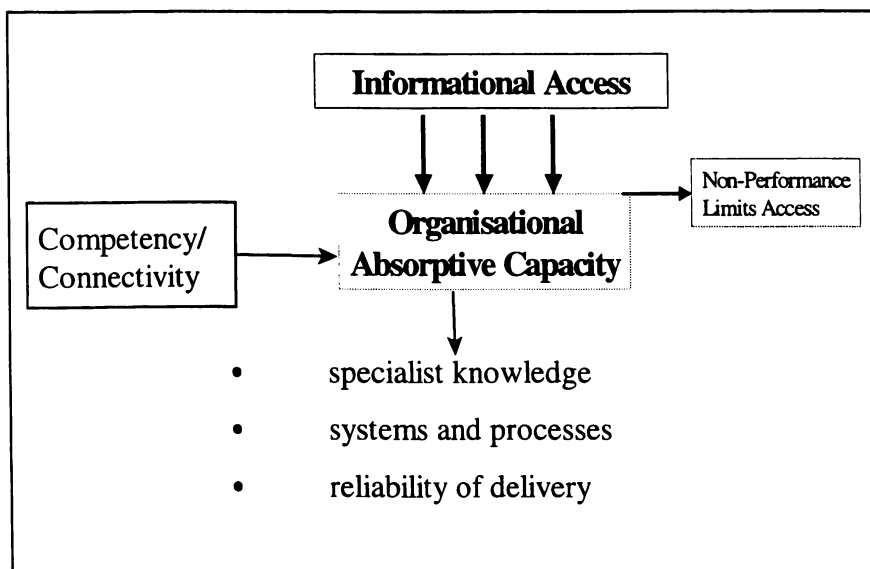 Informational Access
Non-Performance
Limits Access
Organisational
Absorptive Capacity
Competency/
Connectivity
• specialist knowledge
• systems and processes
• reliability of delivery